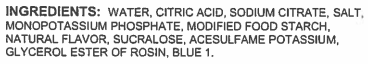 INGREDIENTS: WATER, CITRIC ACID, SODIUM CITRATE, SALT,
MONOPOTASSIUM PHOSPHATE, MODIFIED FOOD STARCH,
NATURAL FLAVOR, SUCRALOSE, ACESULFAME POTASSIUM,
GLYCEROL ESTER OF ROSIN, BLUE 1.